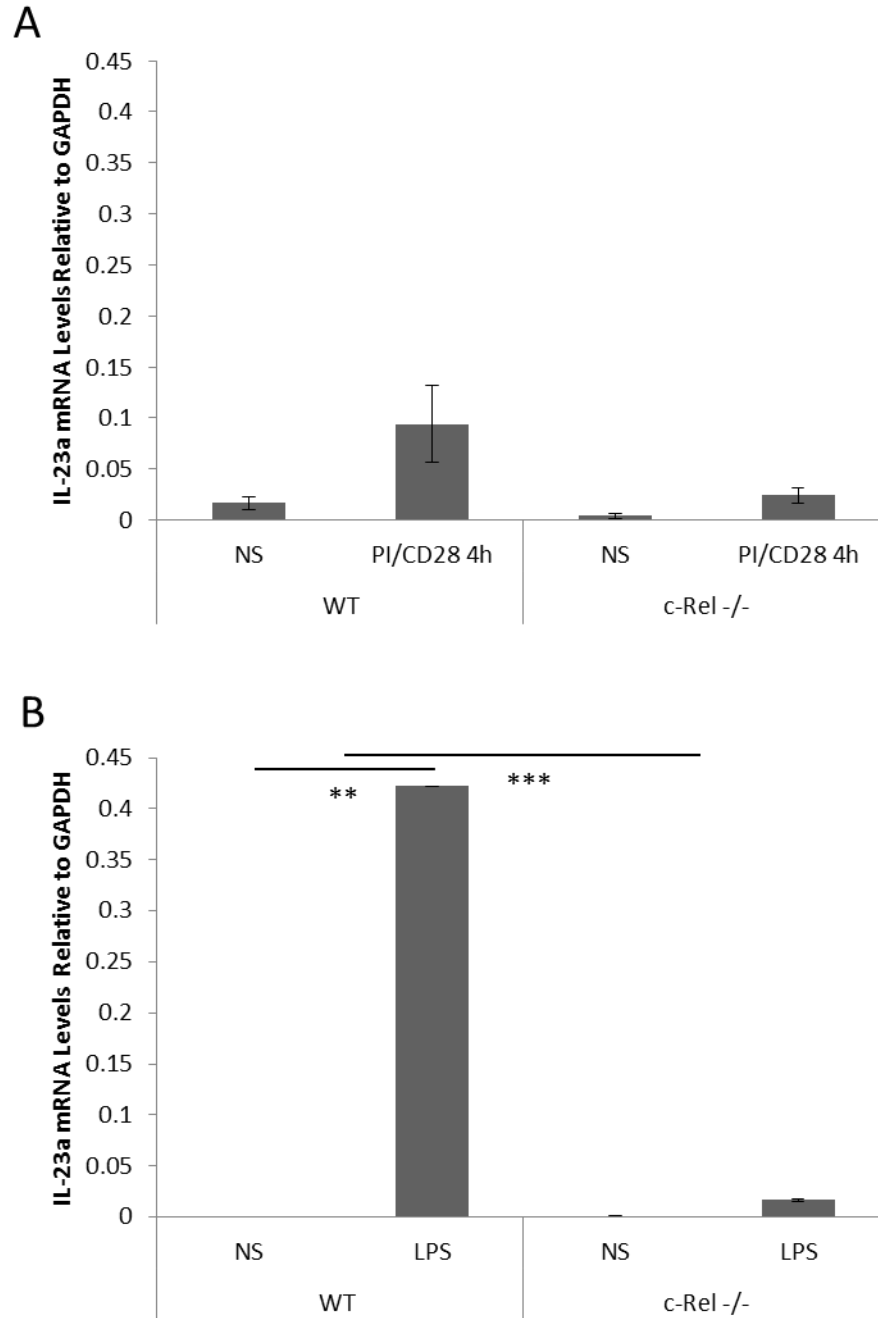 A
IL-23a mRNA Levels Relative to GAPDH
0.45
0.4
0.35
0.3
0.25
0.2
0.15
0.1
0.05
0
NS
PI/CD28 4h
NS
PI/CD28 4h
WT
c-Rel -/-
B
IL-23a mRNA Levels Relative to GAPDH
0.45
0.4
0.35
0.3
0.25
0.2
0.15
0.1
0.05
0
**
***
NS
LPS
NS
LPS
WT
c-Rel -/-